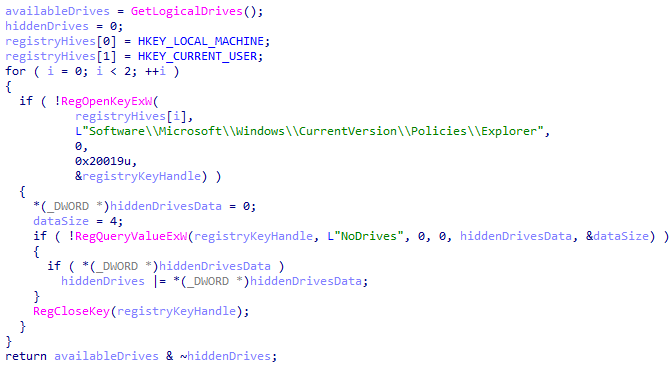 availableDrives = GetLogicalDrives();
hiddenDrives = 0;
registryHives[0] = HKEY_LOCAL_MACHINE;
registryHives[1] = HKEY_CURRENT_USER;
for ( i = 0; i < 2; ++i )
{
  if ( !RegOpenKeyExW(
          registryHives[i],
          L"Software\\Microsoft\\Windows\\CurrentVersion\\Policies\\Explorer",
          0,
          0x20019u,
          &registryKeyHandle) )
  {
    *(_DWORD *)hiddenDrivesData = 0;
    dataSize = 4;
    if ( !RegQueryValueExW(registryKeyHandle, L"NoDrives", 0, 0, hiddenDrivesData, &dataSize) )
    {
      if ( *(_DWORD *)hiddenDrivesData )
        hiddenDrives |= *(_DWORD *)hiddenDrivesData;
    }
    RegCloseKey(registryKeyHandle);
  }
}
return availableDrives & ~hiddenDrives;